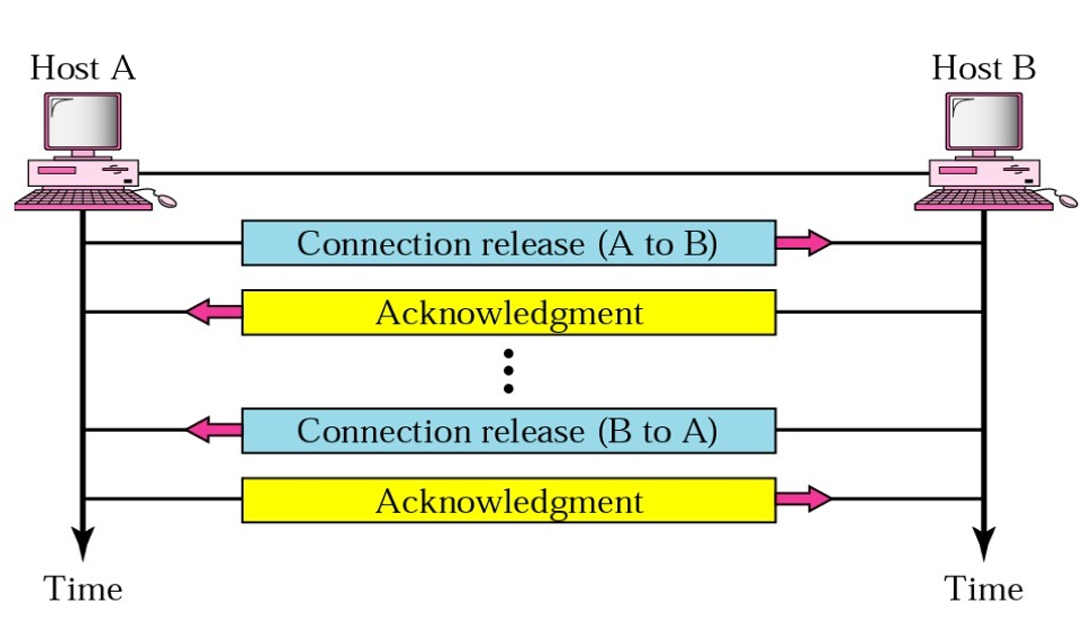 Host A
Host B
Connection release (A to B)
Acknowledgment
Connection release (B to A)
Acknowledgment
Time
Time